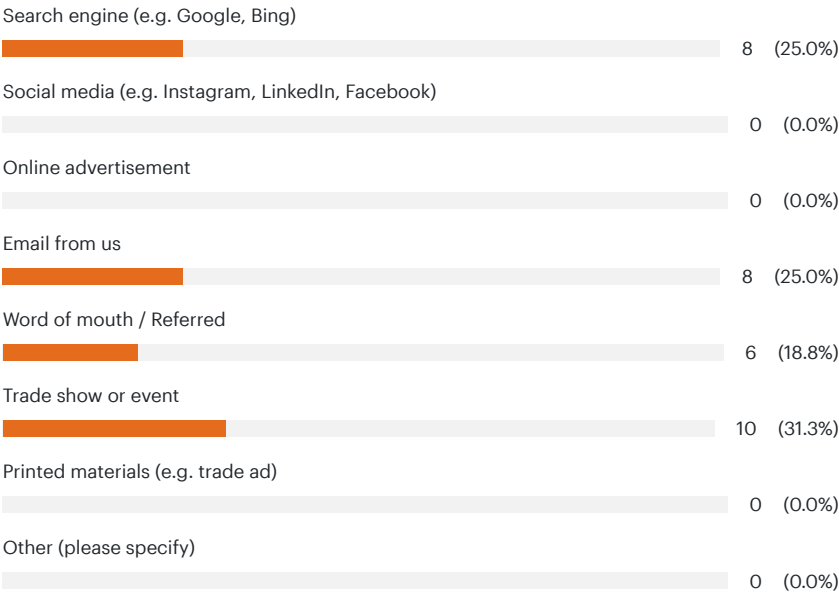 Search engine (e.g. Google, Bing)
8 (25.0%)
Social media (e.g. Instagram, LinkedIn, Facebook)
0 (0.0%)
Online advertisement
0 (0.0%)
Email from us
8 (25.0%)
Word of mouth / Referred
6 (18.8%)
Trade show or event
10 (31.3%)
Printed materials (e.g. trade ad)
0 (0.0%)
Other (please specify)
0 (0.0%)